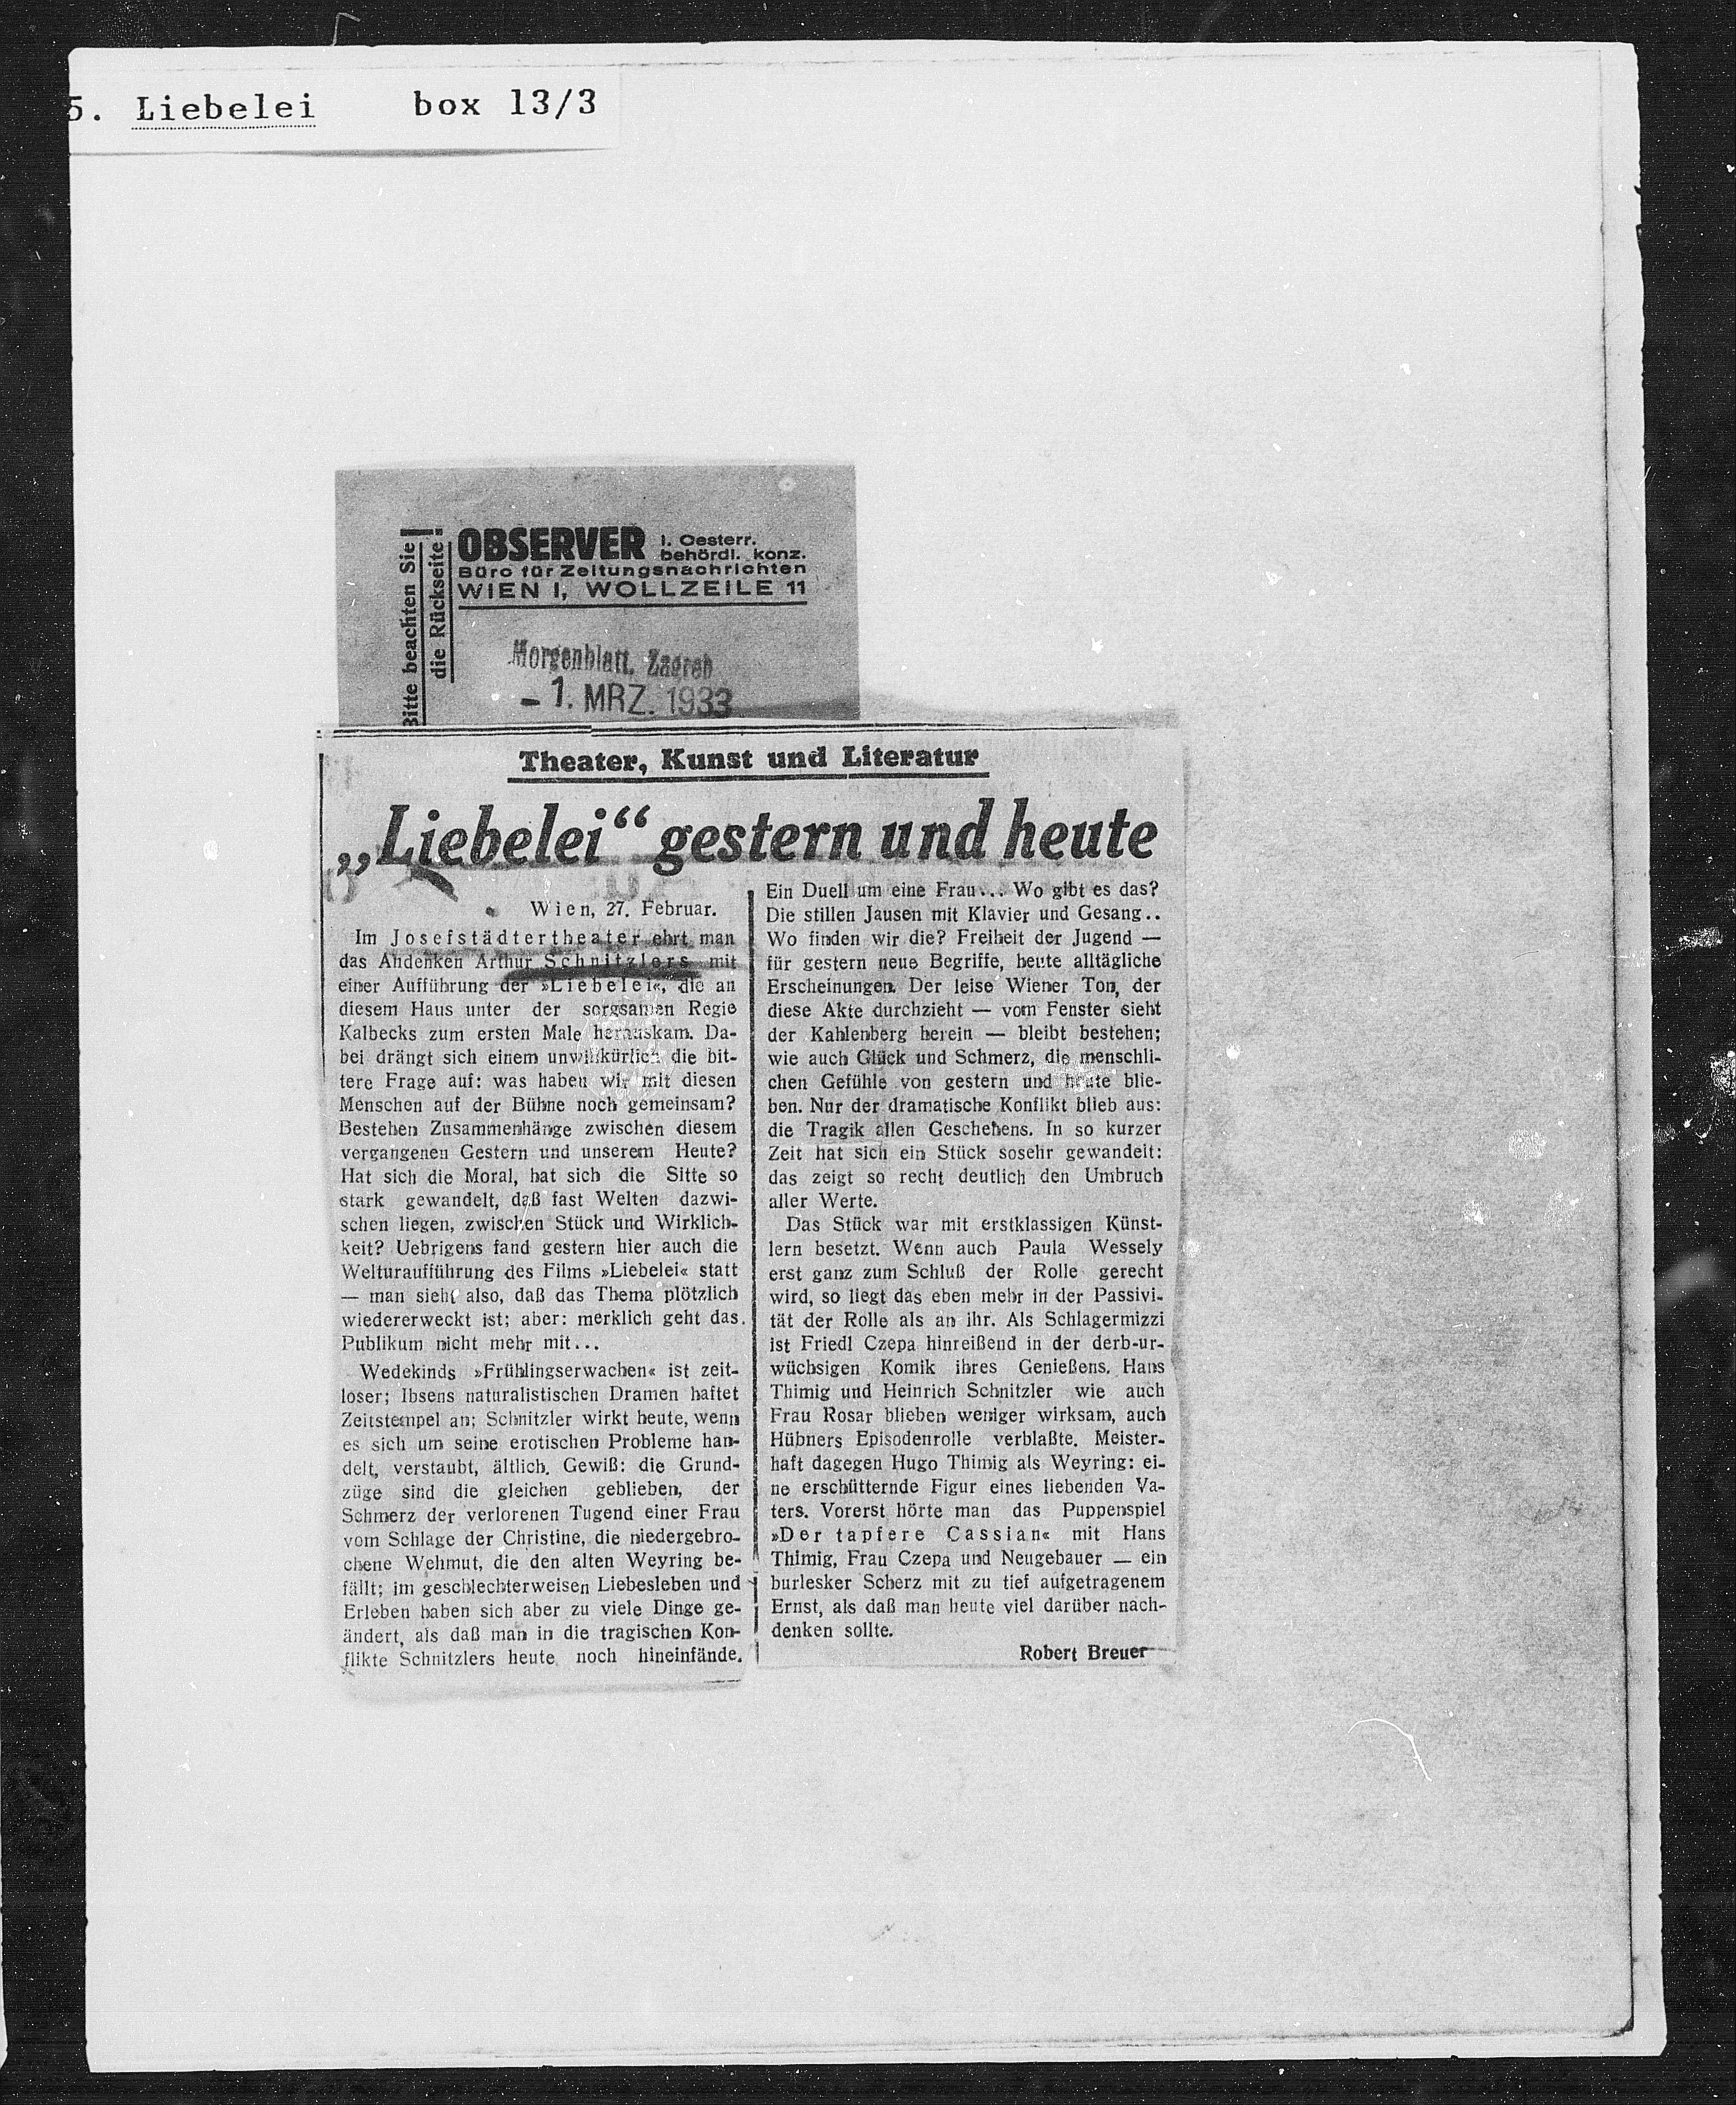 5. Liebelei box 13/3
Bitte beachten Sie
die Rückseite!
OBSERVER I. Oesterr.
behördl. konz.
Büro für Zeitungsnachrichten
WIEN I, WOLLZEILE 11
Morgenblatt, Zagreb
- 1. MRZ. 1933
Theater, Kunst und Literatur
„Liebelei“ gestern und heute
Wien, 27. Februar.
Im Josefstädtertheater ehrt man
das Andenken Arthur Schnitzlers mit
einer Aufführung der »Liebelei«, die an
diesem Haus unter der sorgsamen Regie
Kalbecks zum ersten Male herauskam. Da-
bei drängt sich einem unwillkürlich die bit-
tere Frage auf: was haben wir mit diesen
Menschen auf der Bühne noch gemeinsam?
Bestehen Zusammenhänge zwischen diesem
vergangenen Gestern und unserem Heute?
Hat sich die Moral, hat sich die Sitte so
stark gewandelt, daß fast Welten dazwi-
schen liegen, zwischen Stück und Wirklich-
keit? Uebrigens fand gestern hier auch die
Welturaufführung des Films »Liebelei« statt
— man sieht also, daß das Thema plötzlich
wiedererweckt ist; aber: merklich geht das
Publikum nicht mehr mit...
Wedekinds »Frühlingserwachen« ist zeit-
loser; Ibsens naturalistischen Dramen haftet
Zeitstempel an; Schnitzler wirkt heute, wenn
es sich um seine erotischen Probleme han-
delt, verstaubt, ältlich. Gewiß: die Grund-
züge sind die gleichen geblieben, der
Schmerz der verlorenen Tugend einer Frau
vom Schlage der Christine, die niedergebro-
chene Wehmut, die den alten Weyring be-
fällt; im geschlechterweisen Liebesleben und
Erleben haben sich aber zu viele Dinge ge-
ändert, als daß man in die tragischen Kon-
flikte Schnitzlers heute noch hineinfände.
Ein Duell um eine Frau... Wo gibt es das?
Die stillen Jausen mit Klavier und Gesang..
Wo finden wir die? Freiheit der Jugend —
für gestern neue Begriffe, heute alltägliche
Erscheinungen. Der leise Wiener Ton, der
diese Akte durchzieht — vom Fenster sieht
der Kahlenberg herein — bleibt bestehen;
wie auch Glück und Schmerz, die menschli-
chen Gefühle von gestern und heute blie-
ben. Nur der dramatische Konflikt blieb aus:
die Tragik allen Geschehens. In so kurzer
Zeit hat sich ein Stück sosehr gewandelt:
das zeigt so recht deutlich den Umbruch
aller Werte.
Das Stück war mit erstklassigen Künst-
lern besetzt. Wenn auch Paula Wessely
erst ganz zum Schluß der Rolle gerecht
wird, so liegt das eben mehr in der Passivi-
tät der Rolle als an ihr. Als Schlagermizzi
ist Friedl Czepa hinreißend in der derb-ur-
wüchsigen Komik ihres Genießens. Hans
Thimig und Heinrich Schnitzler wie auch
Frau Rosar blieben weniger wirksam, auch
Hübners Episodenrolle verblaßte. Meister-
haft dagegen Hugo Thimig als Weyring: ei-
ne erschütternde Figur eines liebenden Va-
ters. Vorerst hörte man das Puppenspiel
»Der tapfere Cassian« mit Hans
Thimig, Frau Czepa und Neugebauer — ein
burlesker Scherz mit zu tief aufgetragenem
Ernst, als daß man heute viel darüber nach-
denken sollte.
Robert Breuer